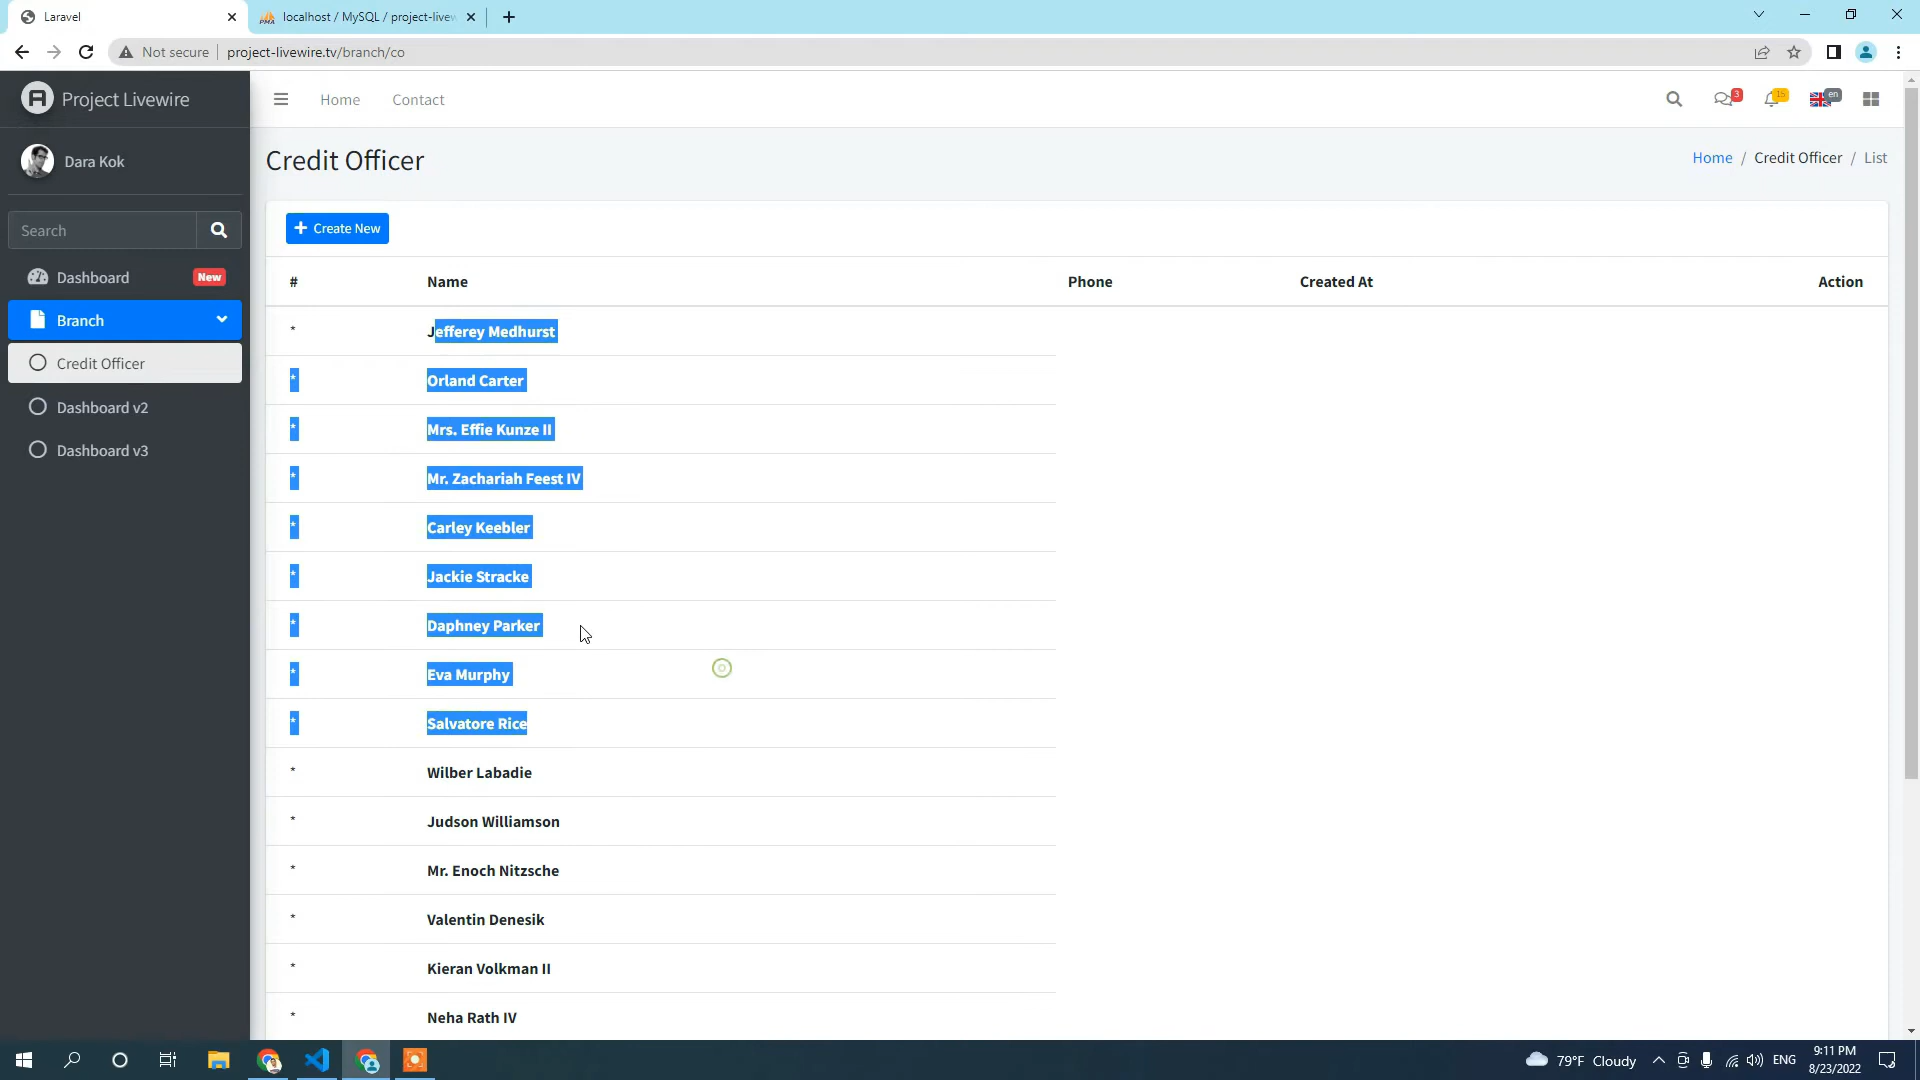 Laravel
localhost / MySQL / project-livew
Not secure
project-livewire.tv/branch/co
Project Livewire
Home
Contact
3
15
en
Dara Kok
Credit Officer
Home / Credit Officer / List
Search
Create New
Dashboard
New
Branch
Credit Officer
Dashboard v2
Dashboard v3
# Name Phone Created At Action
* Jefferey Medhurst
* Orland Carter
* Mrs. Effie Kunze II
* Mr. Zachariah Feest IV
* Carley Keebler
* Jackie Stracke
* Daphney Parker
* Eva Murphy
* Salvatore Rice
* Wilber Labadie
* Judson Williamson
* Mr. Enoch Nitzsche
* Valentin Denesik
* Kieran Volkman II
* Neha Rath IV
79°F Cloudy
ENG
9:11 PM
8/23/2022